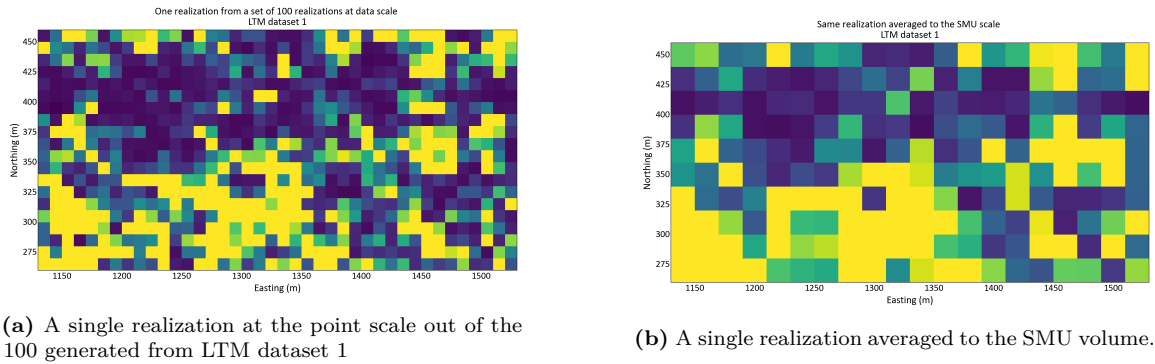 One realization from a set of 100 realizations at data scale
LTM dataset 1
450
425
400
375
350
325
300
275
Northing (m)
1150 1200 1250 1300 1350 1400 1450 1500
Easting (m)
(a) A single realization at the point scale out of the
100 generated from LTM dataset 1
Same realization averaged to the SMU scale
LTM dataset 1
450
425
400
375
350
325
300
275
Northing (m)
1150 1200 1250 1300 1350 1400 1450 1500
Easting (m)
(b) A single realization averaged to the SMU volume.